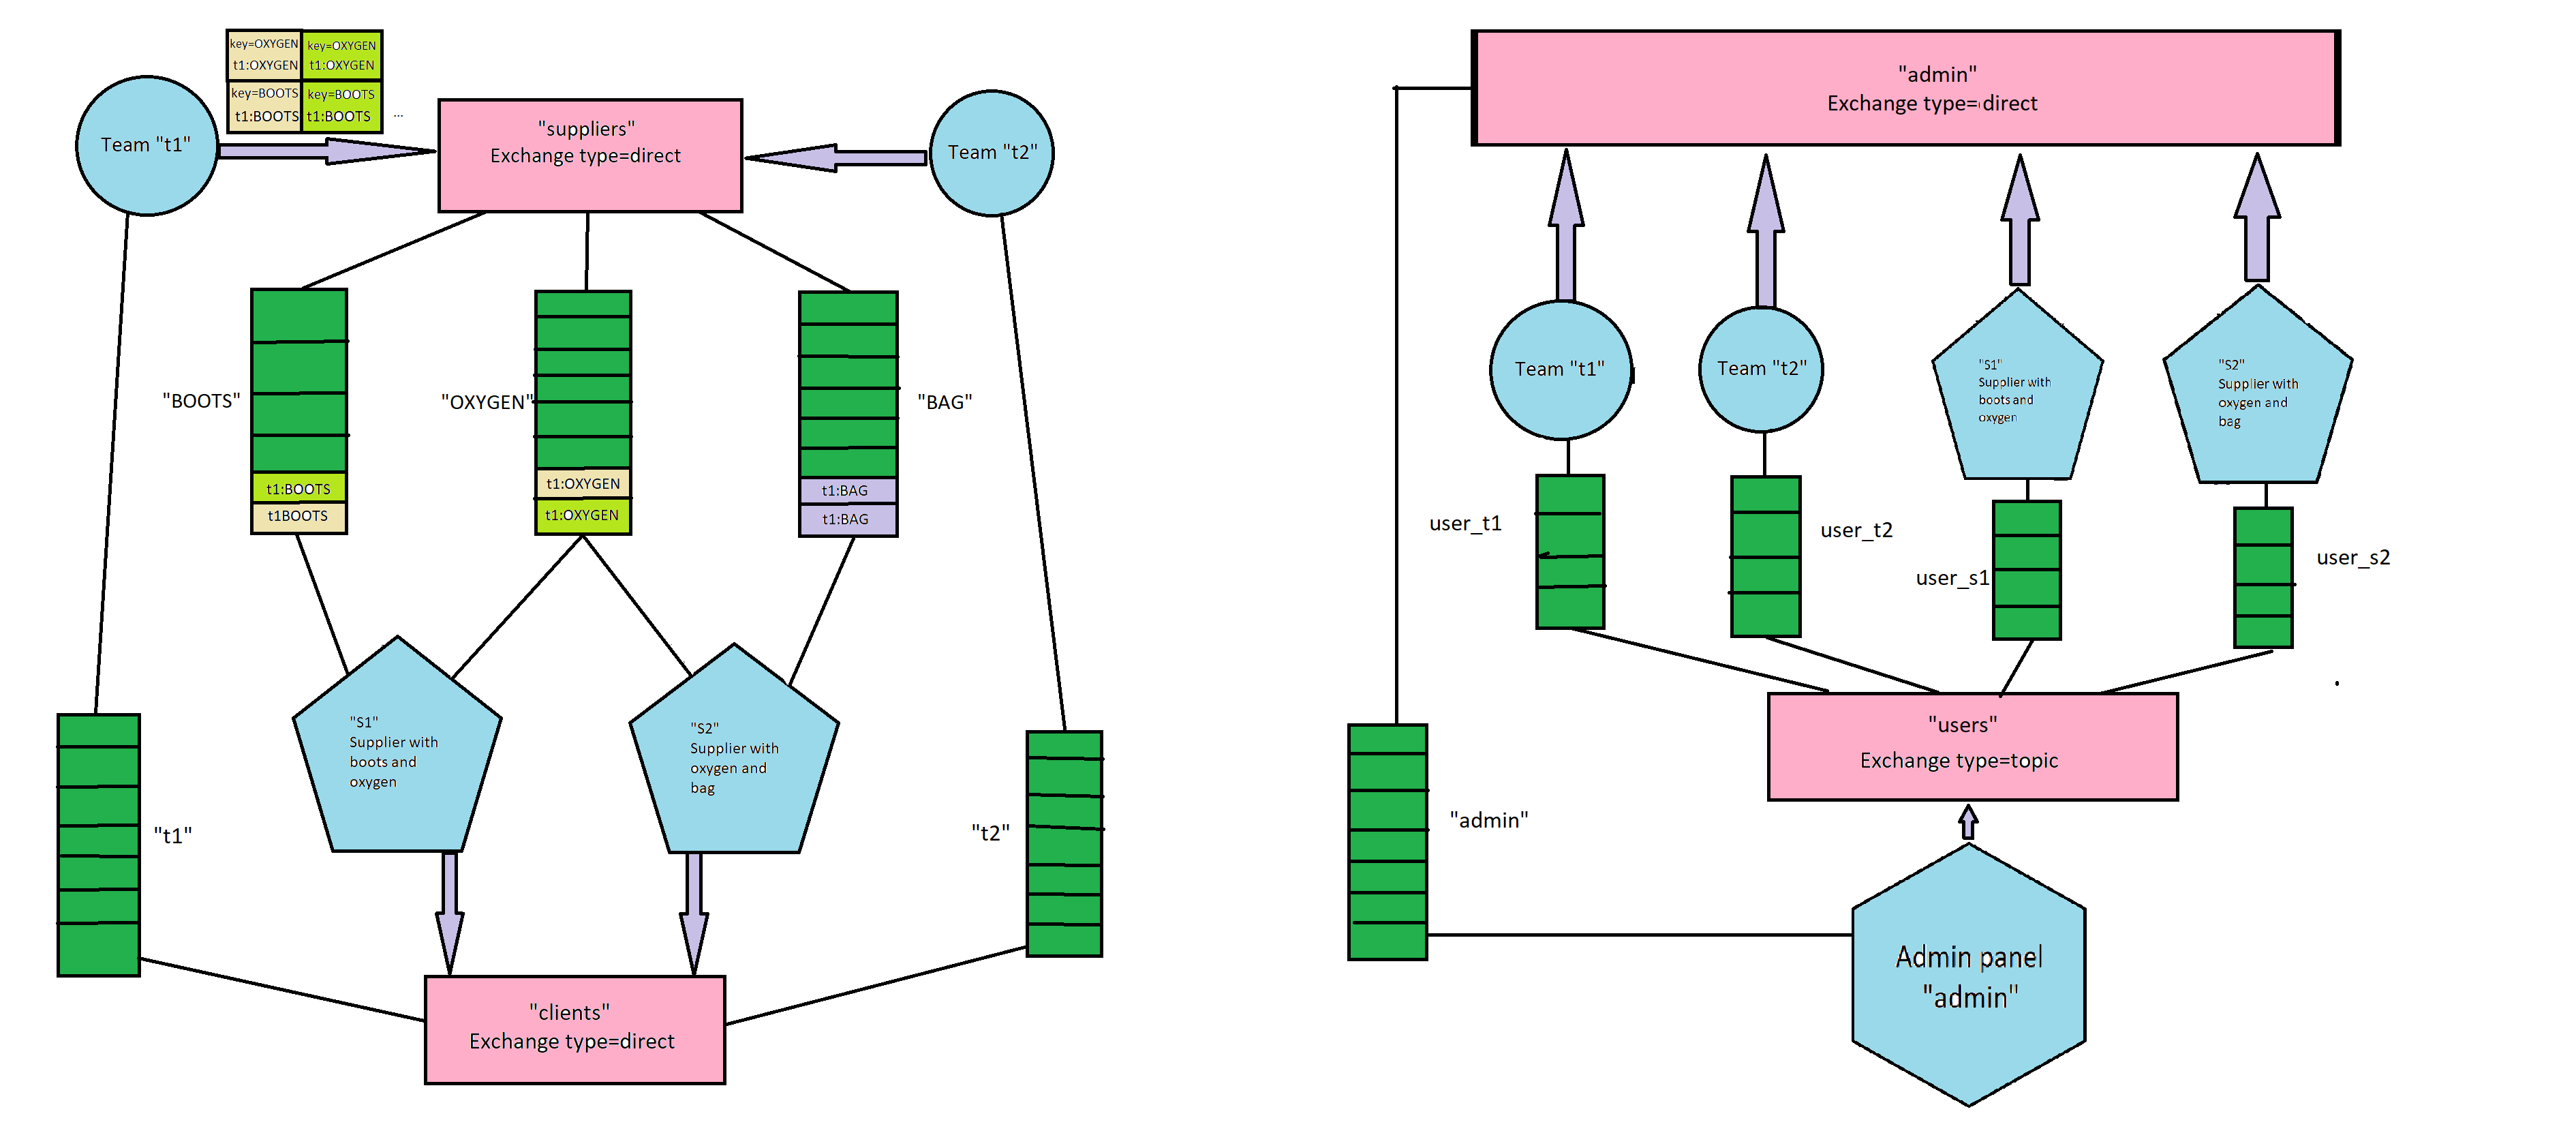 key=OXYGEN
t1:OXYGEN
key=OXYGEN
t1:OXYGEN
key=BOOTS
t1:BOOTS
key=BOOTS
t1:BOOTS
...
Team "t1"
"suppliers"
Exchange type=direct
Team "t2"
"BOOTS"
"OXYGEN"
"BAG"
t1:BOOTS
t1BOOTS
t1:OXYGEN
t1:OXYGEN
t1:BAG
t1:BAG
"S1"
Supplier with
boots and
oxygen
"S2"
Supplier with
oxygen and
bag
"t1"
"t2"
"clients"
Exchange type=direct
"admin"
Exchange type=direct
Team "t1"
Team "t2"
"S1"
Supplier with
boots and
oxygen
"S2"
Supplier with
oxygen and
bag
user_t1
user_t2
user_s1
user_s2
"users"
Exchange type=topic
"admin"
Admin panel
"admin"